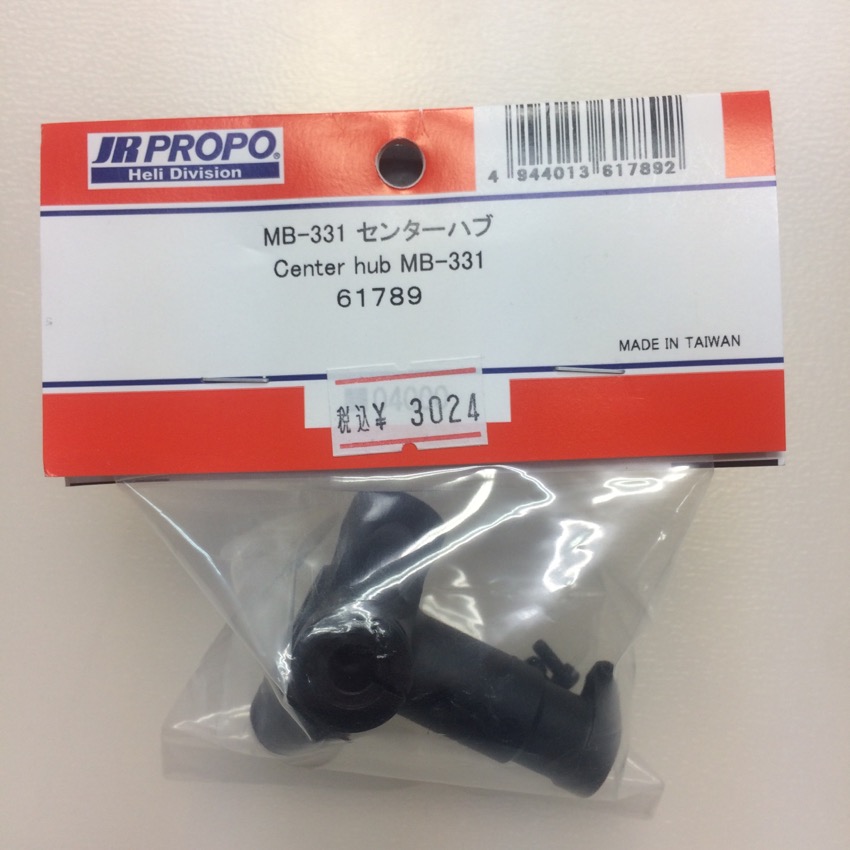 JR PROPO®
Heli Division
4 944013 617892
MB-331 センターハブ
Center hub MB-331
61789
MADE IN TAIWAN
税込¥ 3024